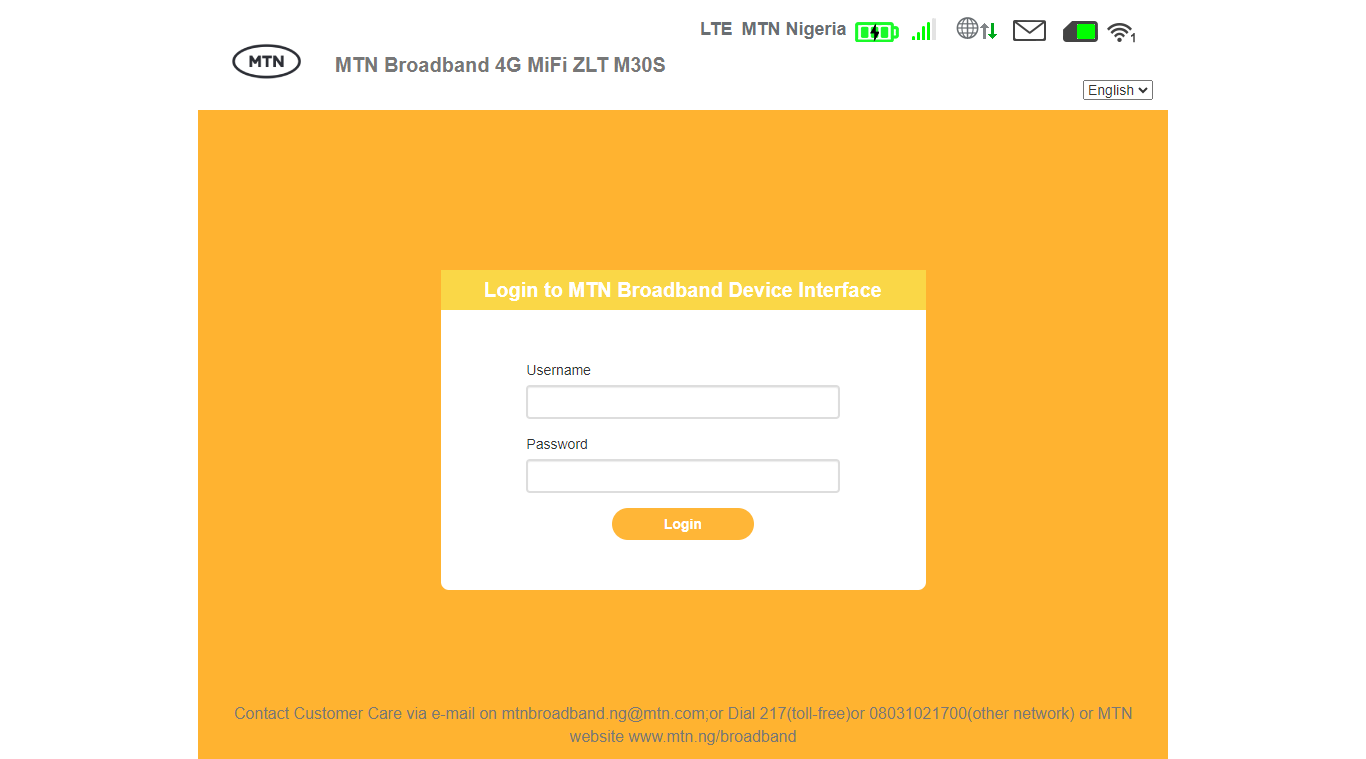 LTE MTN Nigeria
1
MTN
MTN Broadband 4G MiFi ZLT M30S
English
Login to MTN Broadband Device Interface
Username
Password
Login
Contact Customer Care via e-mail on mtnbroadband.ng@mtn.com;or Dial 217(toll-free)or 08031021700(other network) or MTN
website www.mtn.ng/broadband